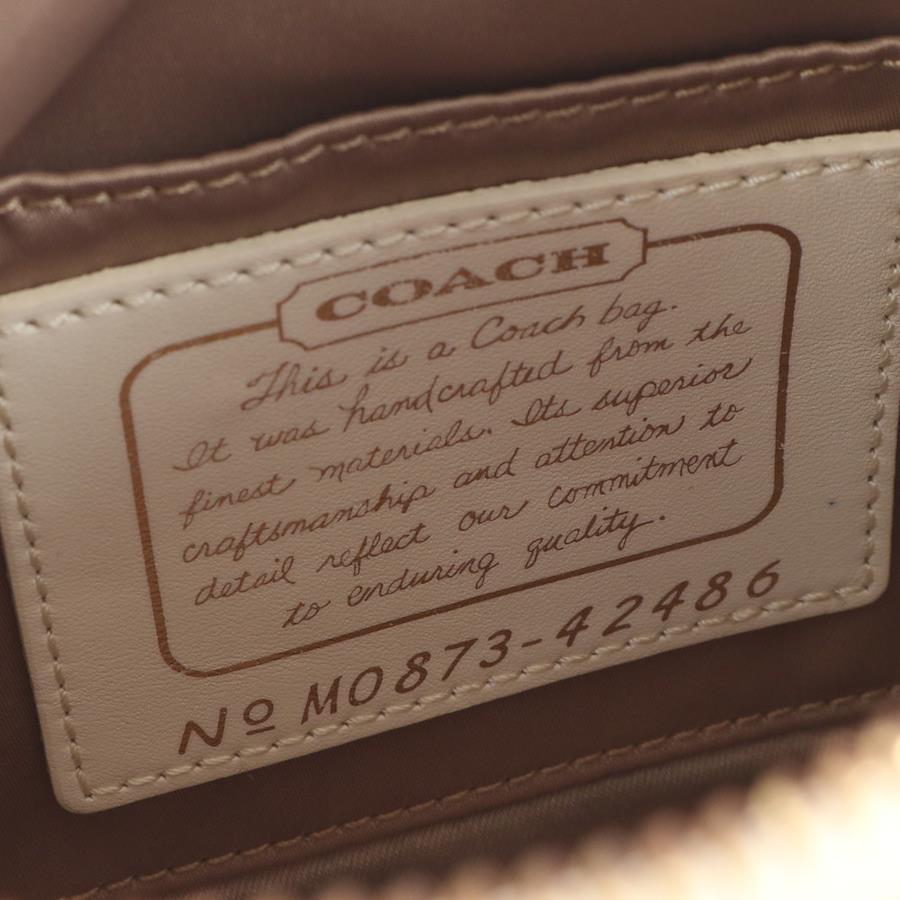 COACH
This is a Coach bag.
It was handcrafted from the
finest materials. Its superior
craftsmanship and attention to
detail reflect our commitment
to enduring quality.
Nº M0873-42486